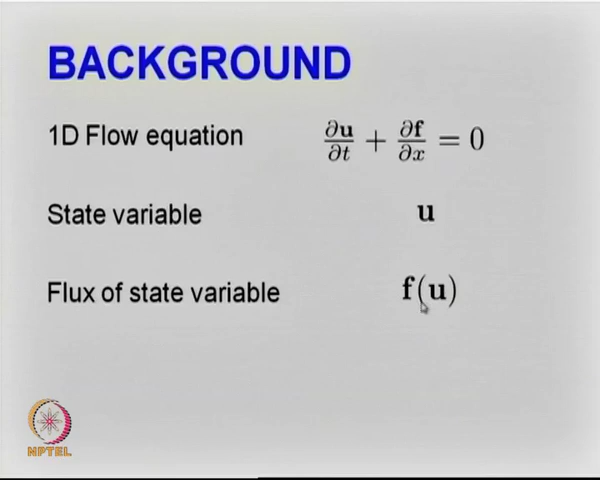 BACKGROUND
1D Flow equation ∂u/∂t + ∂f/∂x = 0
State variable u
Flux of state variable f(u)
NPTEL